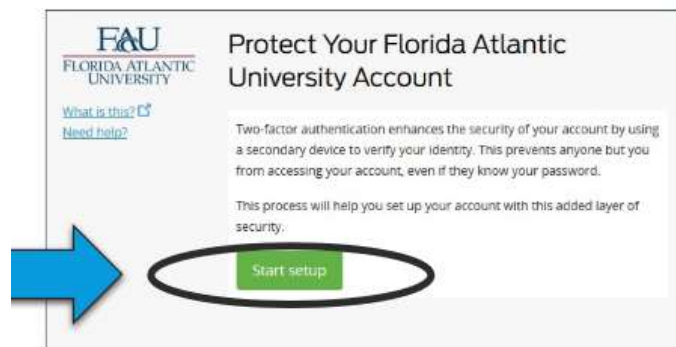 FAU
FLORIDA ATLANTIC
UNIVERSITY
What is this?
Need help?
Protect Your Florida Atlantic
University Account
Two-factor authentication enhances the security of your account by using
a secondary device to verify your identity. This prevents anyone but you
from accessing your account, even if they know your password.
This process will help you set up your account with this added layer of
security.
Start setup